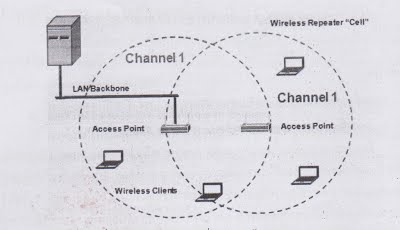 Wireless Repeater "Cell"
Channel 1
LAN Backbone
Channel 1
Access Point
Access Point
Wireless Clients